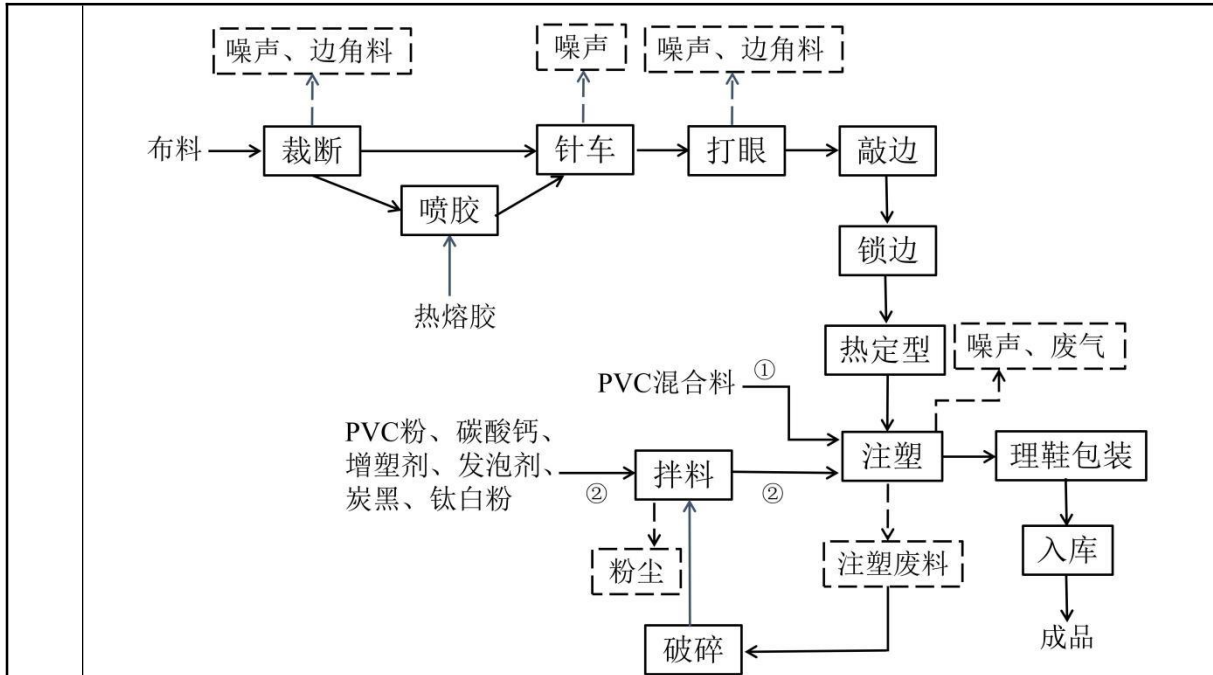 噪声、边角料
噪声
噪声、边角料
布料
裁断
针车
打眼
敲边
喷胶
锁边
热熔胶
热定型
噪声、废气
PVC混合料
①
PVC粉、碳酸钙、
增塑剂、发泡剂、
炭黑、钛白粉
②
拌料
②
注塑
理鞋包装
粉尘
注塑废料
入库
破碎
成品